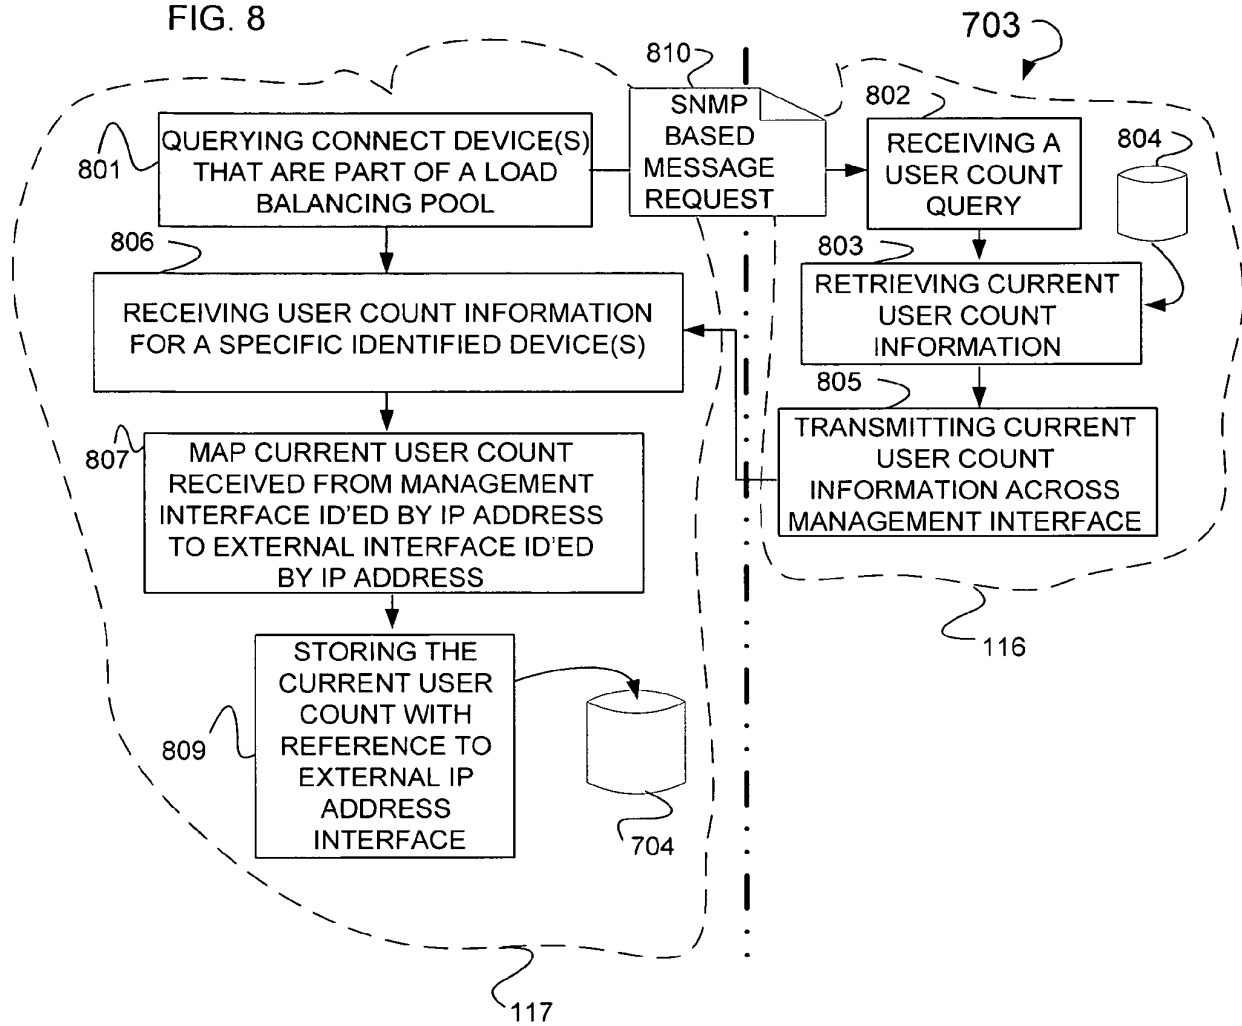 FIG. 8
703
810
801
QUERYING CONNECT DEVICE(S)
THAT ARE PART OF A LOAD
BALANCING POOL
SNMP
BASED
MESSAGE
REQUEST
802
RECEIVING A
USER COUNT
QUERY
804
806
RECEIVING USER COUNT INFORMATION
FOR A SPECIFIC IDENTIFIED DEVICE(S)
803
RETRIEVING CURRENT
USER COUNT
INFORMATION
805
TRANSMITTING CURRENT
USER COUNT
INFORMATION ACROSS
MANAGEMENT INTERFACE
807
MAP CURRENT USER COUNT
RECEIVED FROM MANAGEMENT
INTERFACE ID'ED BY IP ADDRESS
TO EXTERNAL INTERFACE ID'ED
BY IP ADDRESS
116
809
STORING THE
CURRENT USER
COUNT WITH
REFERENCE TO
EXTERNAL IP
ADDRESS
INTERFACE
704
117